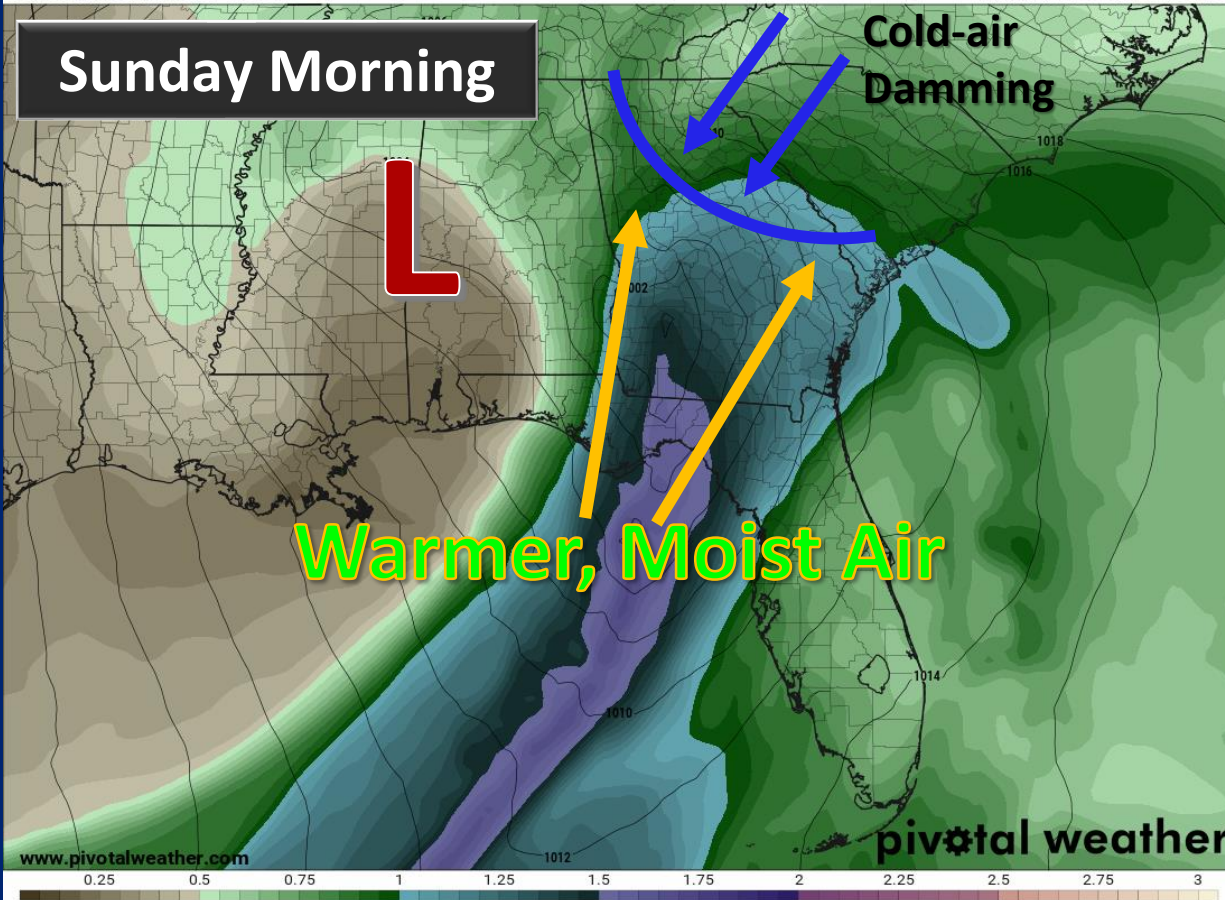 Sunday Morning
Cold-air
Damming
1018
1016
L
Warmer, Moist Air
1014
1010
1012
www.pivotalweather.com
pivotal weather
0.25 0.5 0.75 1 1.25 1.5 1.75 2 2.25 2.5 2.75 3